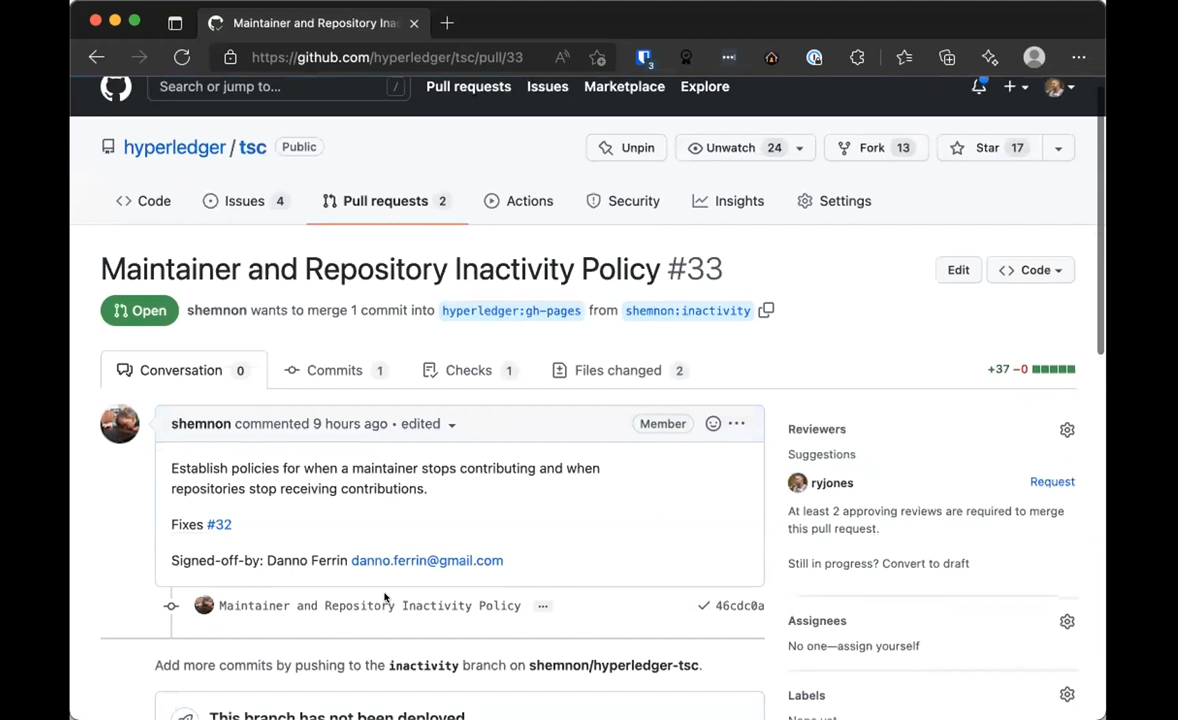 Maintainer and Repository Ina
https://github.com/hyperledger/tsc/pull/33
3
Search or jump to...
/
Pull requests
Issues
Marketplace
Explore
hyperledger / tsc
Public
Unpin
Unwatch 24
Fork 13
Star 17
Code
Issues 4
Pull requests 2
Actions
Security
Insights
Settings
Maintainer and Repository Inactivity Policy #33
Edit
Code
Open
shemnon wants to merge 1 commit into hyperledger:gh-pages from shemnon:inactivity
Conversation 0
Commits 1
Checks 1
Files changed 2
+37 −0
shemnon commented 9 hours ago • edited
Member
Establish policies for when a maintainer stops contributing and when
repositories stop receiving contributions.
Fixes #32
Signed-off-by: Danno Ferrin danno.ferrin@gmail.com
Maintainer and Repository Inactivity Policy
46cdc0a
Add more commits by pushing to the inactivity branch on shemnon/hyperledger-tsc.
This branch has not been deployed
Reviewers
Suggestions
ryjones
Request
At least 2 approving reviews are required to merge
this pull request.
Still in progress? Convert to draft
Assignees
No one—assign yourself
Labels
None yet